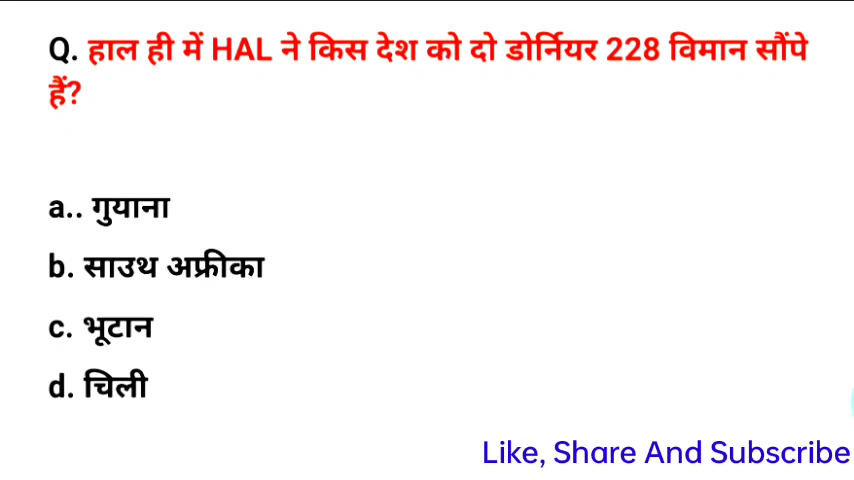 Q. हाल ही में HAL ने किस देश को दो डोर्नियर 228 विमान सौंपे
हैं?
a.. गुयाना
b. साउथ अफ्रीका
c. भूटान
d. चिली
Like, Share And Subscribe